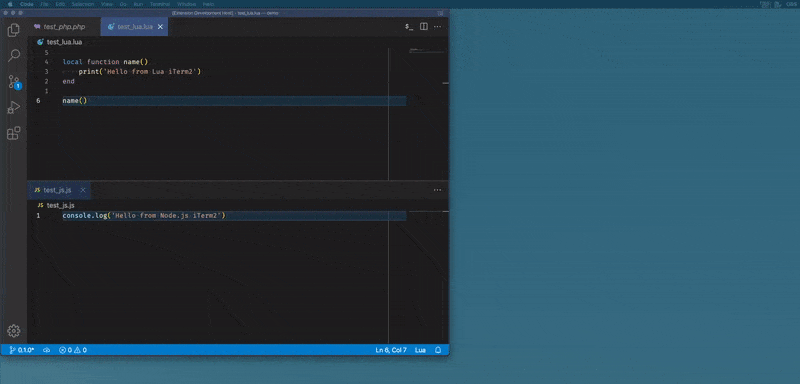 Code File Edit Selection View Go Run Terminal Window Help
[Extension Development Host] - test_lua.lua — demo
test_php.php test_lua.lua
$_ ...
test_lua.lua
5
4 local function name()
3 print('Hello from Lua iTerm2')
2 end
1
6 name()
JS test_js.js
...
JS test_js.js
1 console.log('Hello from Node.js iTerm2')
1
0.1.0* 0 0 Ln 6, Col 7 Lua